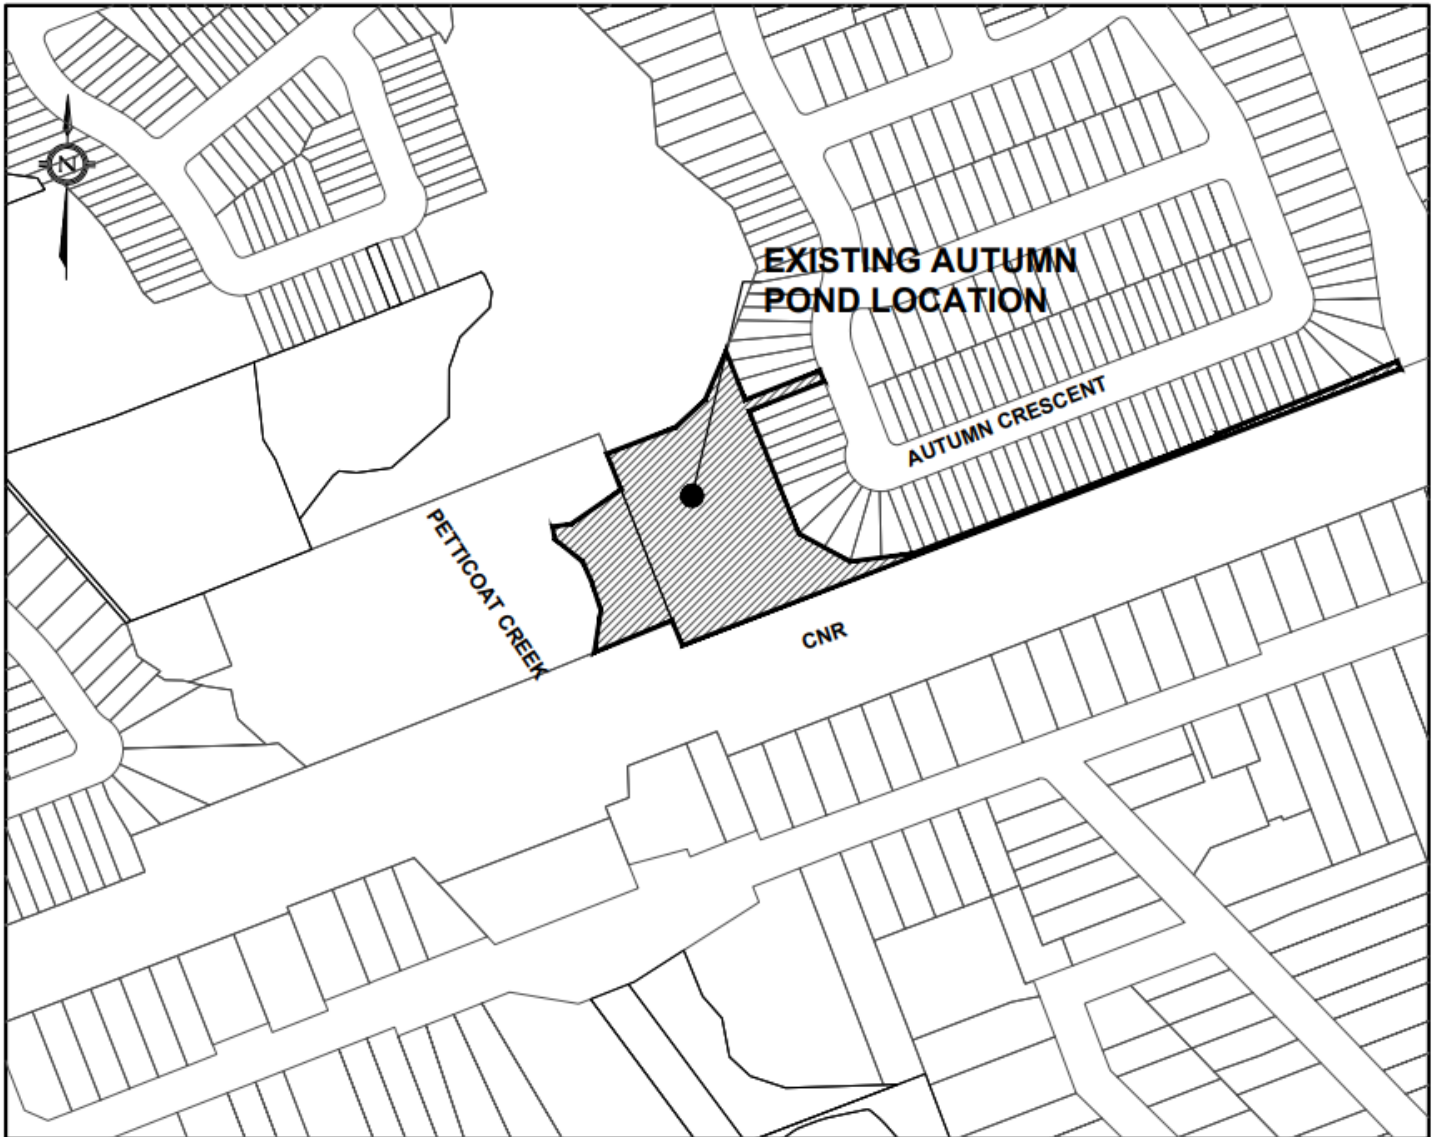 N
EXISTING AUTUMN
POND LOCATION
AUTUMN CRESCENT
PETTICOAT CREEK
CNR